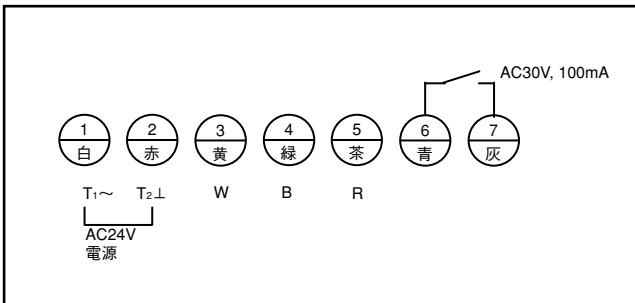 AC30V, 100mA
1 2 3 4 5 6 7
白 赤 黄 緑 茶 青 灰
T₁～ T₂⊥ W B R
AC24V
電源